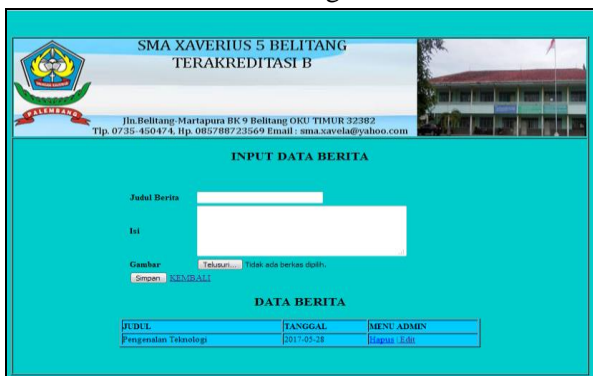 SMA XAVERIUS 5 BELITANG
TERAKREDITASI B
PALEMBANG
Jln.Belitang-Martapura BK 9 Belitang OKU TIMUR 32382
Tlp. 0735-450474, Hp. 085788723569 Email : sma.xavela@yahoo.com
INPUT DATA BERITA
Judul Berita
Isi
Gambar Telusuri... Tidak ada berkas dipilih.
Simpan KEMBALI
DATA BERITA
JUDUL TANGGAL MENU ADMIN
Pengenalan Teknologi 2017-05-28 Hapus | Edit